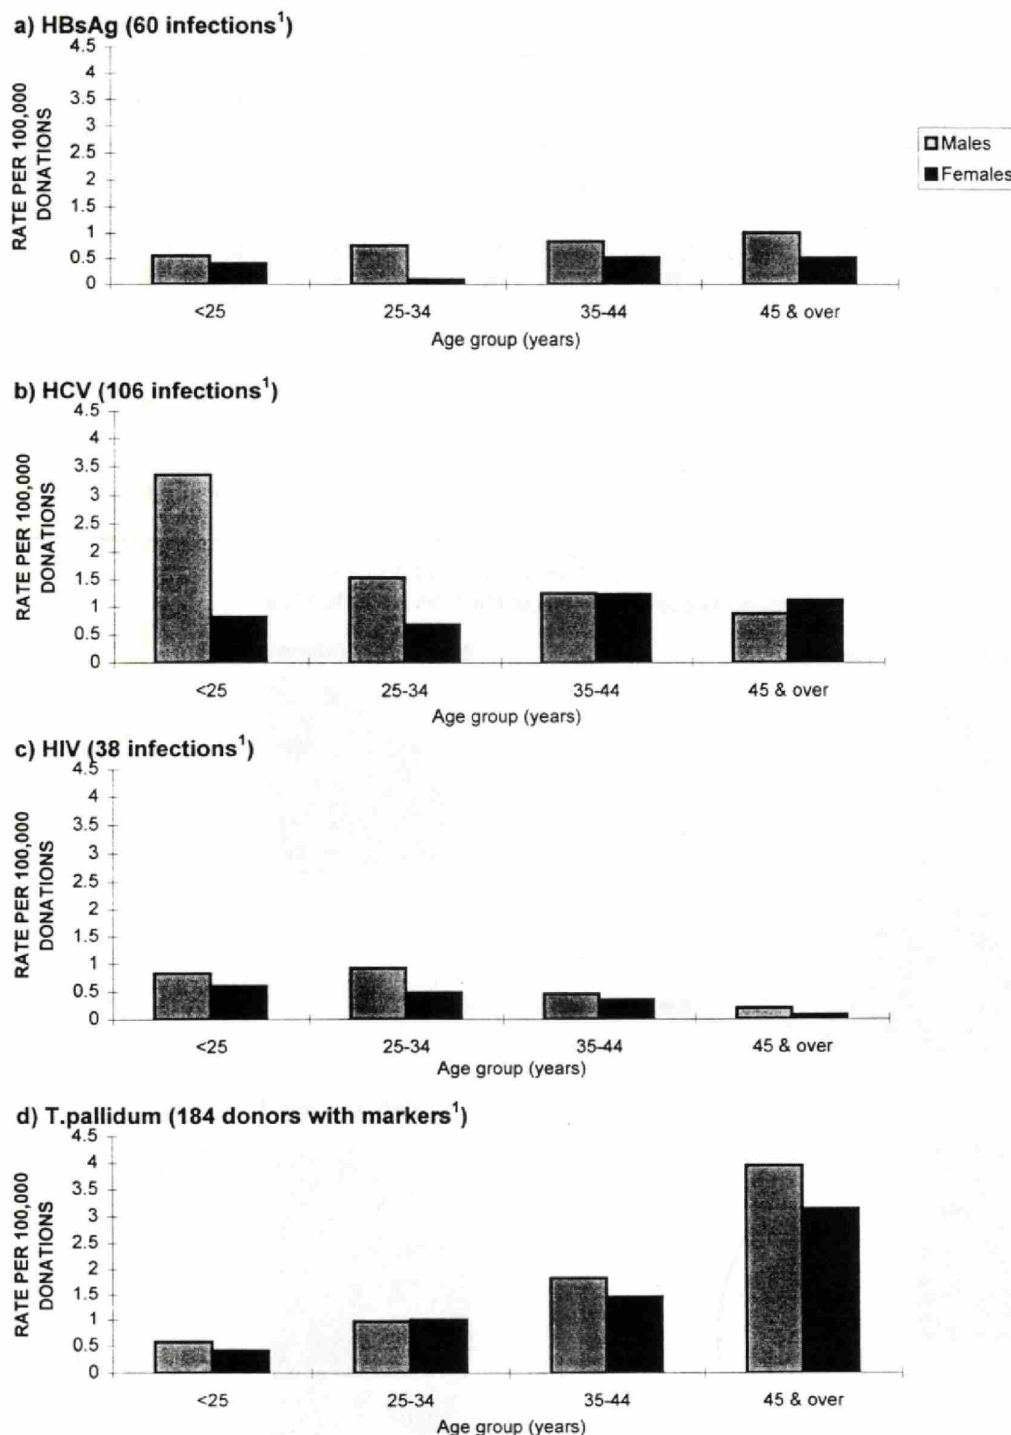 a) HBsAg (60 infections¹)
RATE PER 100,000
DONATIONS
4.5
4
3.5
3
2.5
2
1.5
1
0.5
0
<25 25-34 35-44 45 & over
Age group (years)
Males
Females
b) HCV (106 infections¹)
RATE PER 100,000
DONATIONS
4.5
4
3.5
3
2.5
2
1.5
1
0.5
0
<25 25-34 35-44 45 & over
Age group (years)
c) HIV (38 infections¹)
RATE PER 100,000
DONATIONS
4.5
4
3.5
3
2.5
2
1.5
1
0.5
0
<25 25-34 35-44 45 & over
Age group (years)
d) T.pallidum (184 donors with markers¹)
RATE PER 100,000
DONATIONS
4.5
4
3.5
3
2.5
2
1.5
1
0.5
0
<25 25-34 35-44 45 & over
Age group (years)